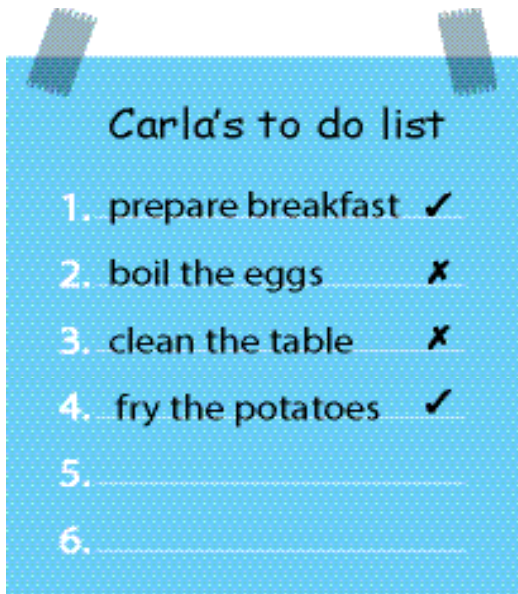 Carla's to do list
1. prepare breakfast ✓
2. boil the eggs ✗
3. clean the table ✗
4. fry the potatoes ✓
5.
6.